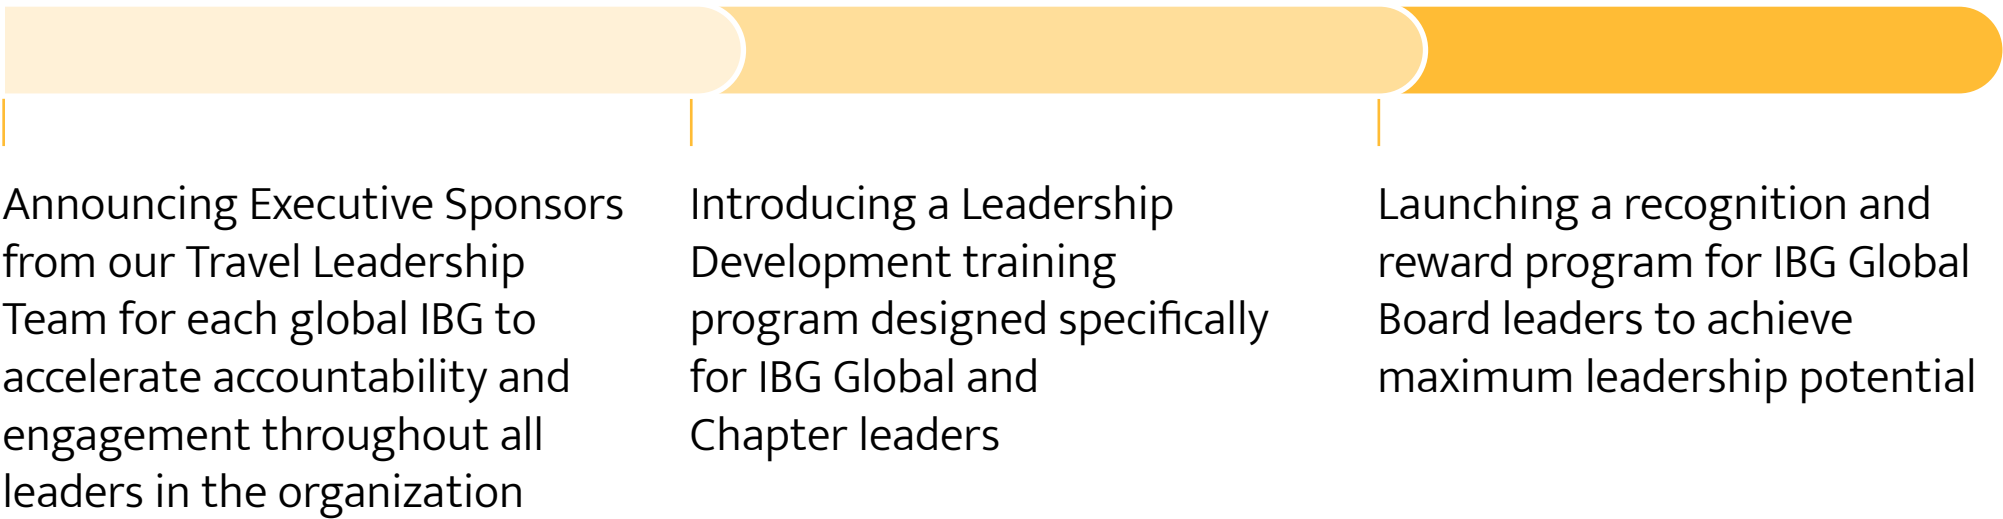 Announcing Executive Sponsors
from our Travel Leadership
Team for each global IBG to
accelerate accountability and
engagement throughout all
leaders in the organization
Introducing a Leadership
Development training
program designed specifically
for IBG Global and
Chapter leaders
Launching a recognition and
reward program for IBG Global
Board leaders to achieve
maximum leadership potential